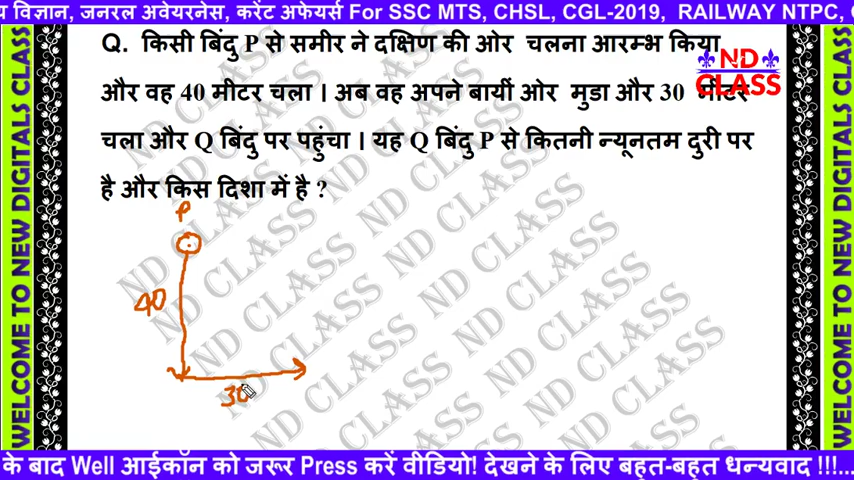 य विज्ञान, जनरल अवेयरनेस, करेंट अफेयर्स For SSC MTS, CHSL, CGL-2019, RAILWAY NTPC,
Q. किसी बिंदु P से समीर ने दक्षिण की ओर चलना आरम्भ किया
और वह 40 मीटर चला । अब वह अपने बायीं ओर मुडा और 30 मीटर
चला और Q बिंदु पर पहुंचा । यह Q बिंदु P से कितनी न्यूनतम दुरी पर
है और किस दिशा में है ?
ND
CLASS
P
40
30
ND CLASS
WELCOME TO NEW DIGITALS CLASS
WELCOME TO NEW DIGITALS CLASS
के बाद Well आईकॉन को जरूर Press करें वीडियो! देखने के लिए बहुत-बहुत धन्यवाद !!!...